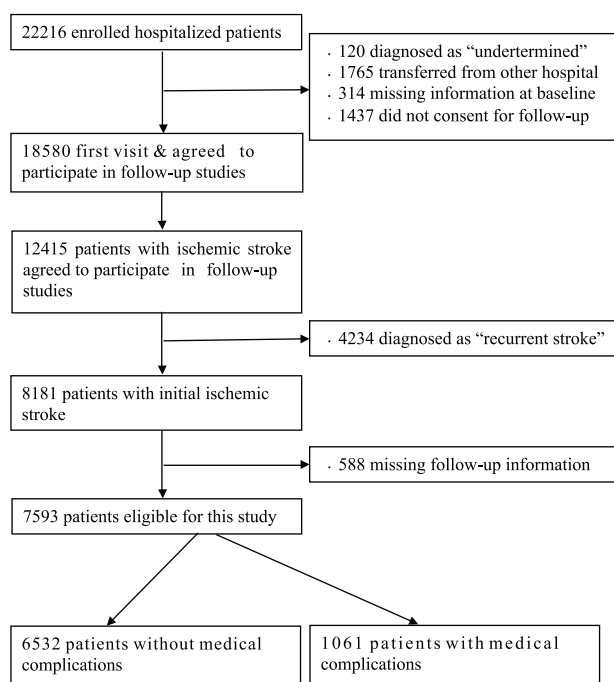 22216 enrolled hospitalized patients
· 120 diagnosed as “undertermined”
· 1765 transferred from other hospital
· 314 missing information at baseline
· 1437 did not consent for follow-up
18580 first visit & agreed to
participate in follow-up studies
12415 patients with ischemic stroke
agreed to participate in follow-up
studies
· 4234 diagnosed as “recurrent stroke”
8181 patients with initial ischemic
stroke
· 588 missing follow-up information
7593 patients eligible for this study
6532 patients without medical
complications
1061 patients with medical
complications